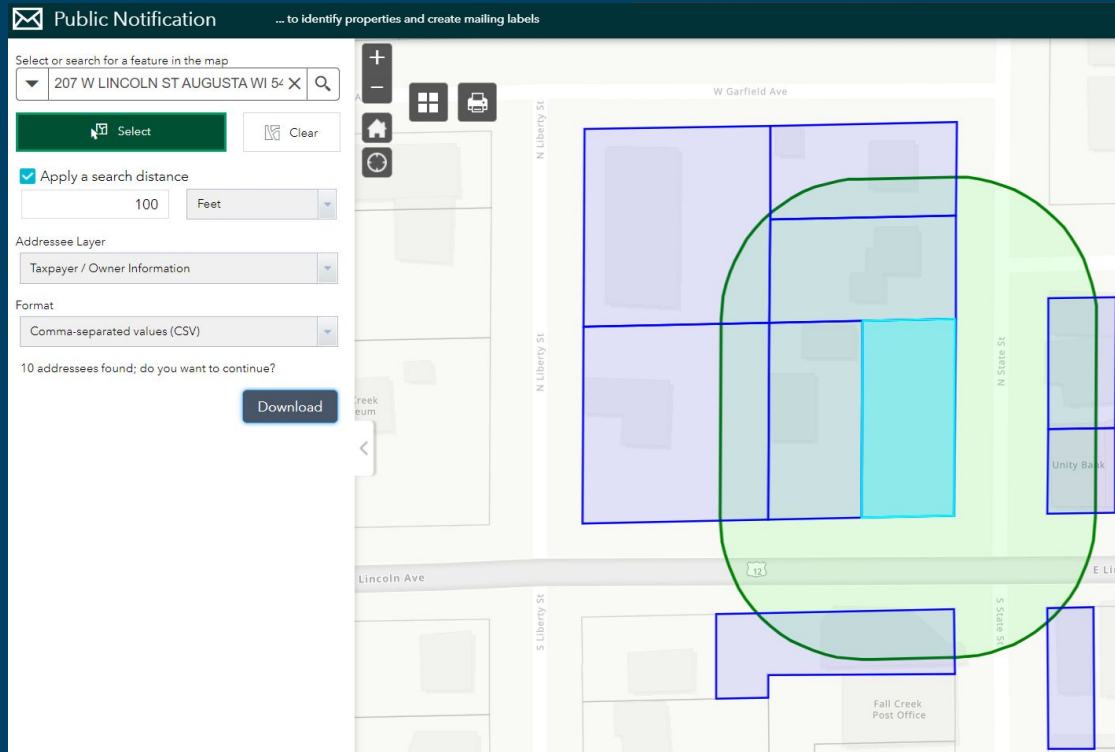 Public Notification
... to identify properties and create mailing labels
Select or search for a feature in the map
207 W LINCOLN ST AUGUSTA WI 54
Select
Clear
Apply a search distance
100
Feet
Addressee Layer
Taxpayer / Owner Information
Format
Comma-separated values (CSV)
10 addressees found; do you want to continue?
Download
W Garfield Ave
N Liberty St
N Liberty St
N State St
Creek
eum
Unity Bank
Lincoln Ave
12
E Li
S Liberty St
S State St
Fall Creek
Post Office